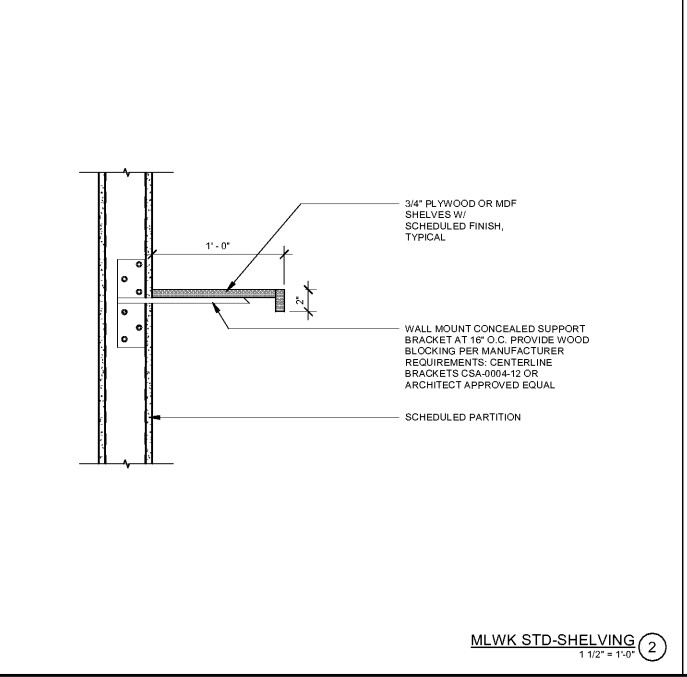 3/4" PLYWOOD OR MDF
SHELVES W/
SCHEDULED FINISH,
TYPICAL
1' - 0"
2"
WALL MOUNT CONCEALED SUPPORT
BRACKET AT 16" O.C. PROVIDE WOOD
BLOCKING PER MANUFACTURER
REQUIREMENTS: CENTERLINE
BRACKETS CSA-0004-12 OR
ARCHITECT APPROVED EQUAL
SCHEDULED PARTITION
MLWK STD-SHELVING
1 1/2" = 1'-0"
2